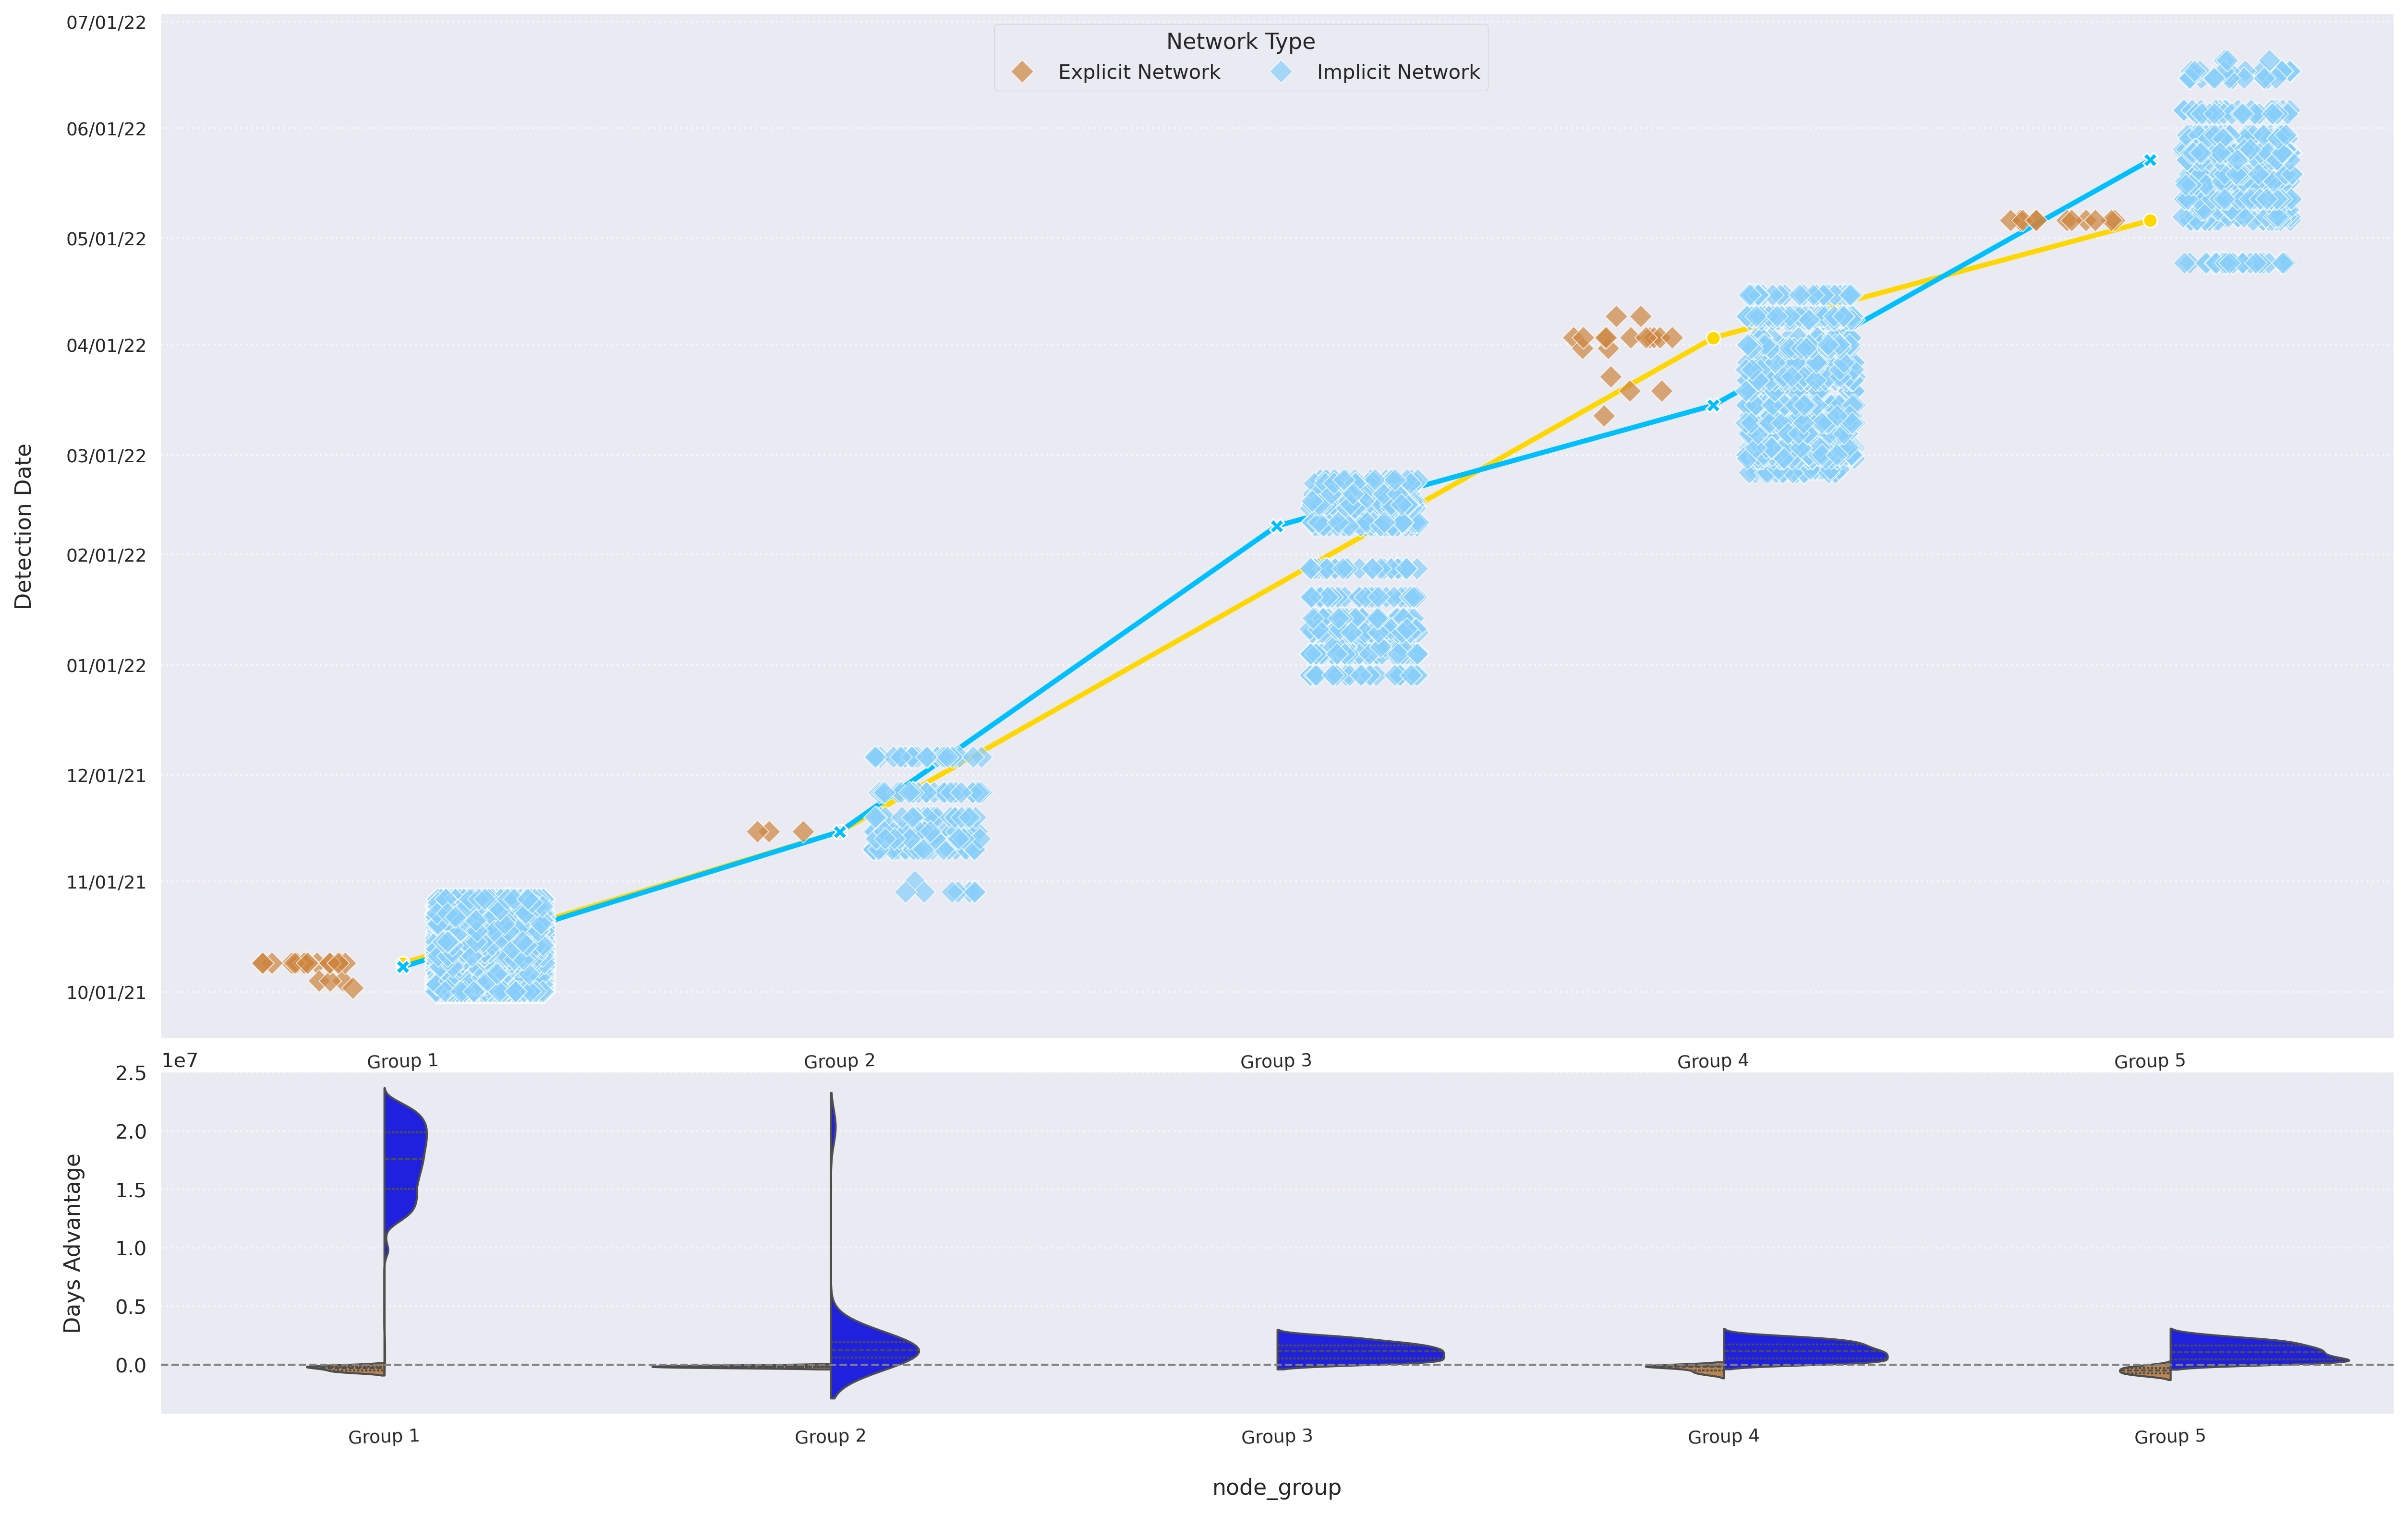 Network Type
Explicit Network
Implicit Network
Detection Date
07/01/22
06/01/22
05/01/22
04/01/22
03/01/22
02/01/22
01/01/22
12/01/21
11/01/21
10/01/21
Group 1
Group 2
Group 3
Group 4
Group 5
1e7
Days Advantage
2.5
2.0
1.5
1.0
0.5
0.0
Group 1
Group 2
Group 3
Group 4
Group 5
node_group